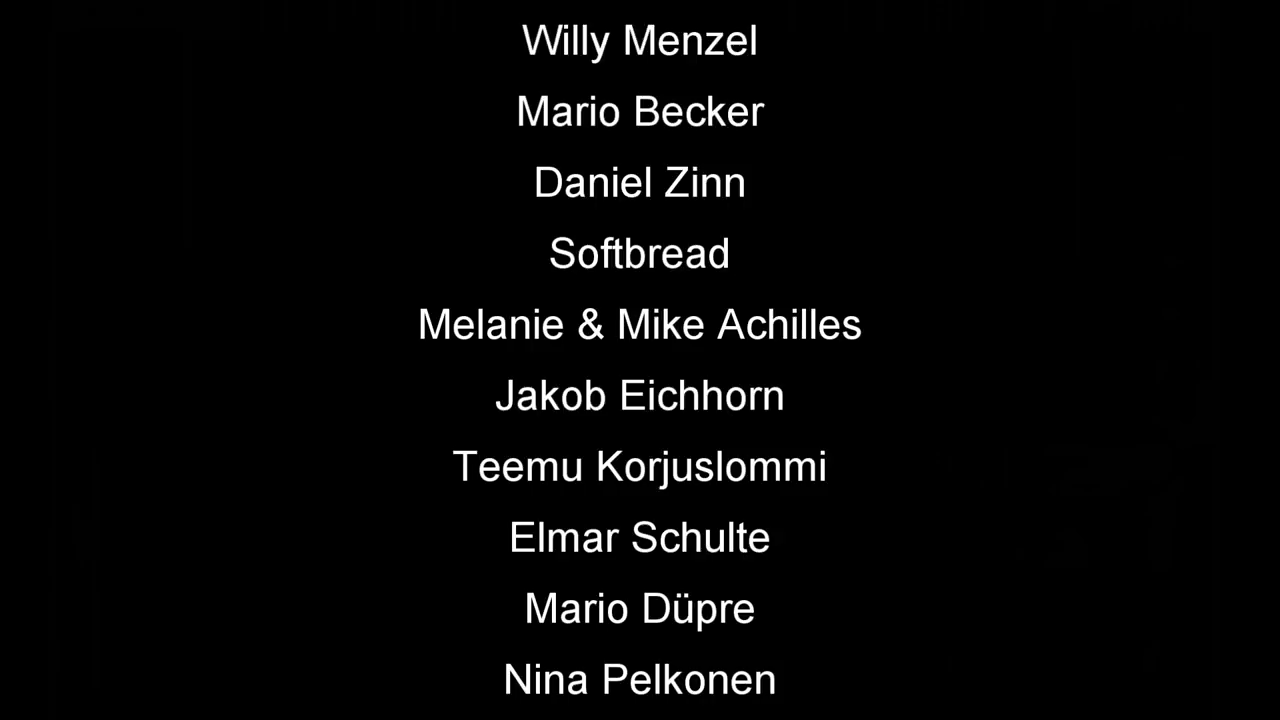 Willy Menzel
Mario Becker
Daniel Zinn
Softbread
Melanie & Mike Achilles
Jakob Eichhorn
Teemu Korjuslommi
Elmar Schulte
Mario Düpre
Nina Pelkonen